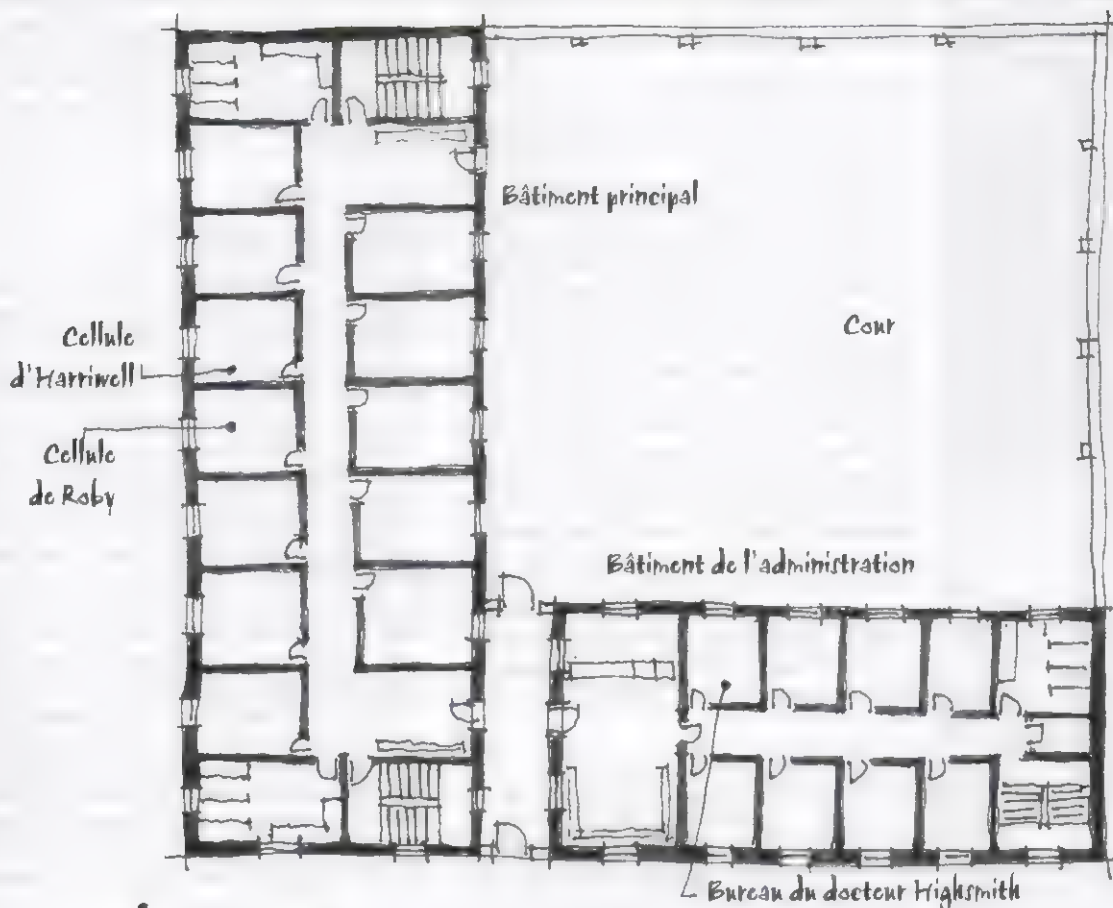 Bâtiment principal
Cour
Cellule
d'Harriwell
Cellule
de Roby
Bâtiment de l'administration
Bureau du docteur Highsmith